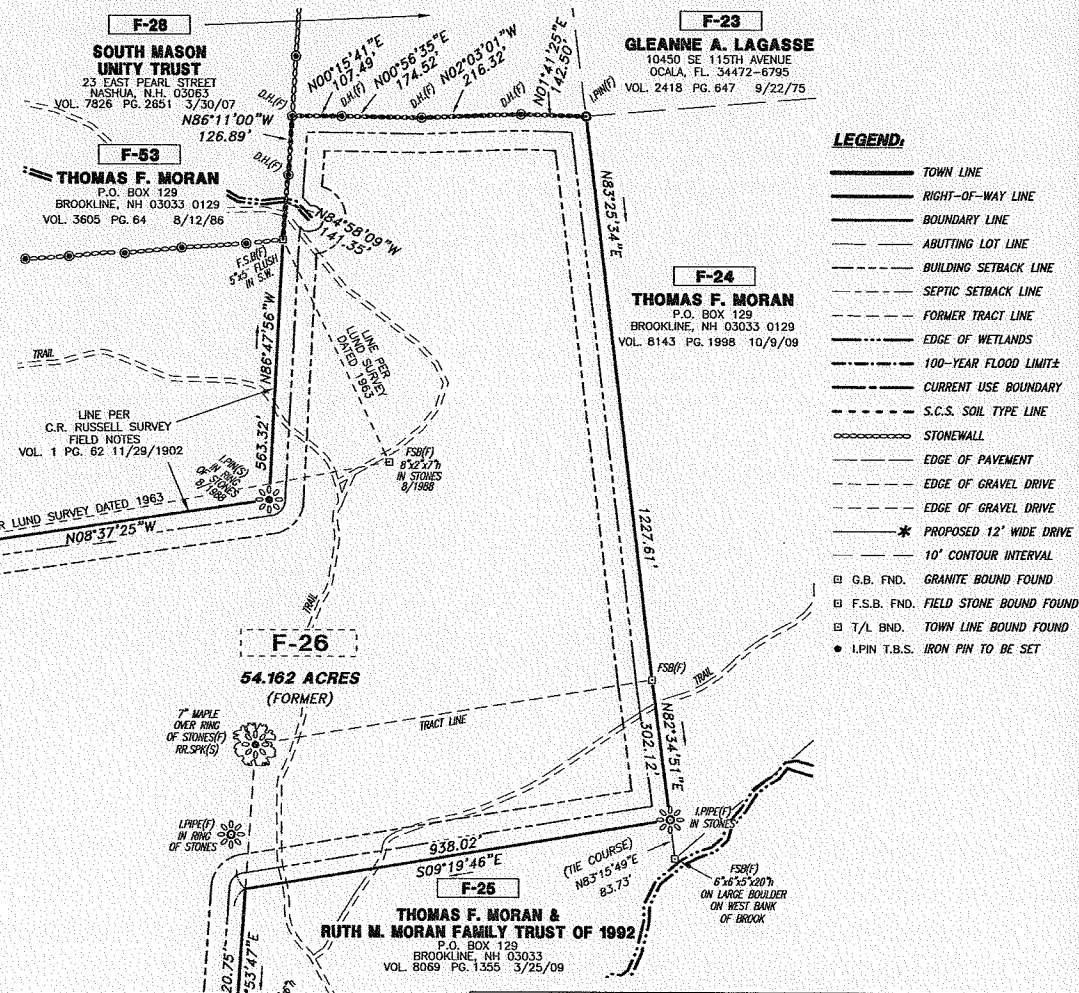 F-28
SOUTH MASON
UNITY TRUST
23 EAST PEARL STREET
NASHUA, N.H. 03063
VOL. 7826 PG. 2651 3/30/07
N86°11'00"W
126.89'
D.H.(F)
N00°15'41"E
107.49'
D.H.(F)
N00°56'35"E
174.52'
D.H.(F)
N02°03'01"W
216.32'
D.H.(F)
N01°41'25"E
142.50'
I.PIN(F)
F-23
GLEANNE A. LAGASSE
10450 SE 115TH AVENUE
OCALA, FL. 34472-6795
VOL. 2418 PG. 647 9/22/75
F-53
THOMAS F. MORAN
P.O. BOX 129
BROOKLINE, NH 03033 0129
VOL. 3605 PG. 64 8/12/86
D.H.(F)
N84°58'09"W
141.35'
F.S.B(F)
5"x5" FLUSH
IN S.W.
N86°47'56"W
563.32'
LINE PER
LUND SURVEY
DATED 1963
TRAIL
LINE PER
C.R. RUSSELL SURVEY
FIELD NOTES
VOL. 1 PG. 62 11/29/1902
I.PIN(S)
IN RING
OF STONES
8/1988
FSB(F)
8"x2"x7"h
IN STONES
8/1988
R LUND SURVEY DATED 1963
N08°37'25"W
N83°25'34"E
1227.61'
F-24
THOMAS F. MORAN
P.O. BOX 129
BROOKLINE, NH 03033 0129
VOL. 8143 PG. 1998 10/9/09
TRAIL
F-26
54.162 ACRES
(FORMER)
7" MAPLE
OVER RING
OF STONES(F)
RR.SPK(S)
TRACT LINE
FSB(F)
TRAIL
N82°34'51"E
302.12'
I.PIPE(F)
IN RING
OF STONES
I.PIPE(F)
IN STONES
938.02'
S09°19'46"E
(TIE COURSE)
N83°15'49"E
83.73'
FSB(F)
6"x6"x5"x20"h
ON LARGE BOULDER
ON WEST BANK
OF BROOK
F-25
THOMAS F. MORAN &
RUTH M. MORAN FAMILY TRUST OF 1992
P.O. BOX 129
BROOKLINE, NH 03033
VOL. 8069 PG. 1355 3/25/09
20.75'
53'47"E
LEGEND:
TOWN LINE
RIGHT-OF-WAY LINE
BOUNDARY LINE
ABUTTING LOT LINE
BUILDING SETBACK LINE
SEPTIC SETBACK LINE
FORMER TRACT LINE
EDGE OF WETLANDS
100-YEAR FLOOD LIMIT±
CURRENT USE BOUNDARY
S.C.S. SOIL TYPE LINE
STONEWALL
EDGE OF PAVEMENT
EDGE OF GRAVEL DRIVE
EDGE OF GRAVEL DRIVE
PROPOSED 12' WIDE DRIVE
10' CONTOUR INTERVAL
G.B. FND. GRANITE BOUND FOUND
F.S.B. FND. FIELD STONE BOUND FOUND
T/L BND. TOWN LINE BOUND FOUND
I.PIN T.B.S. IRON PIN TO BE SET